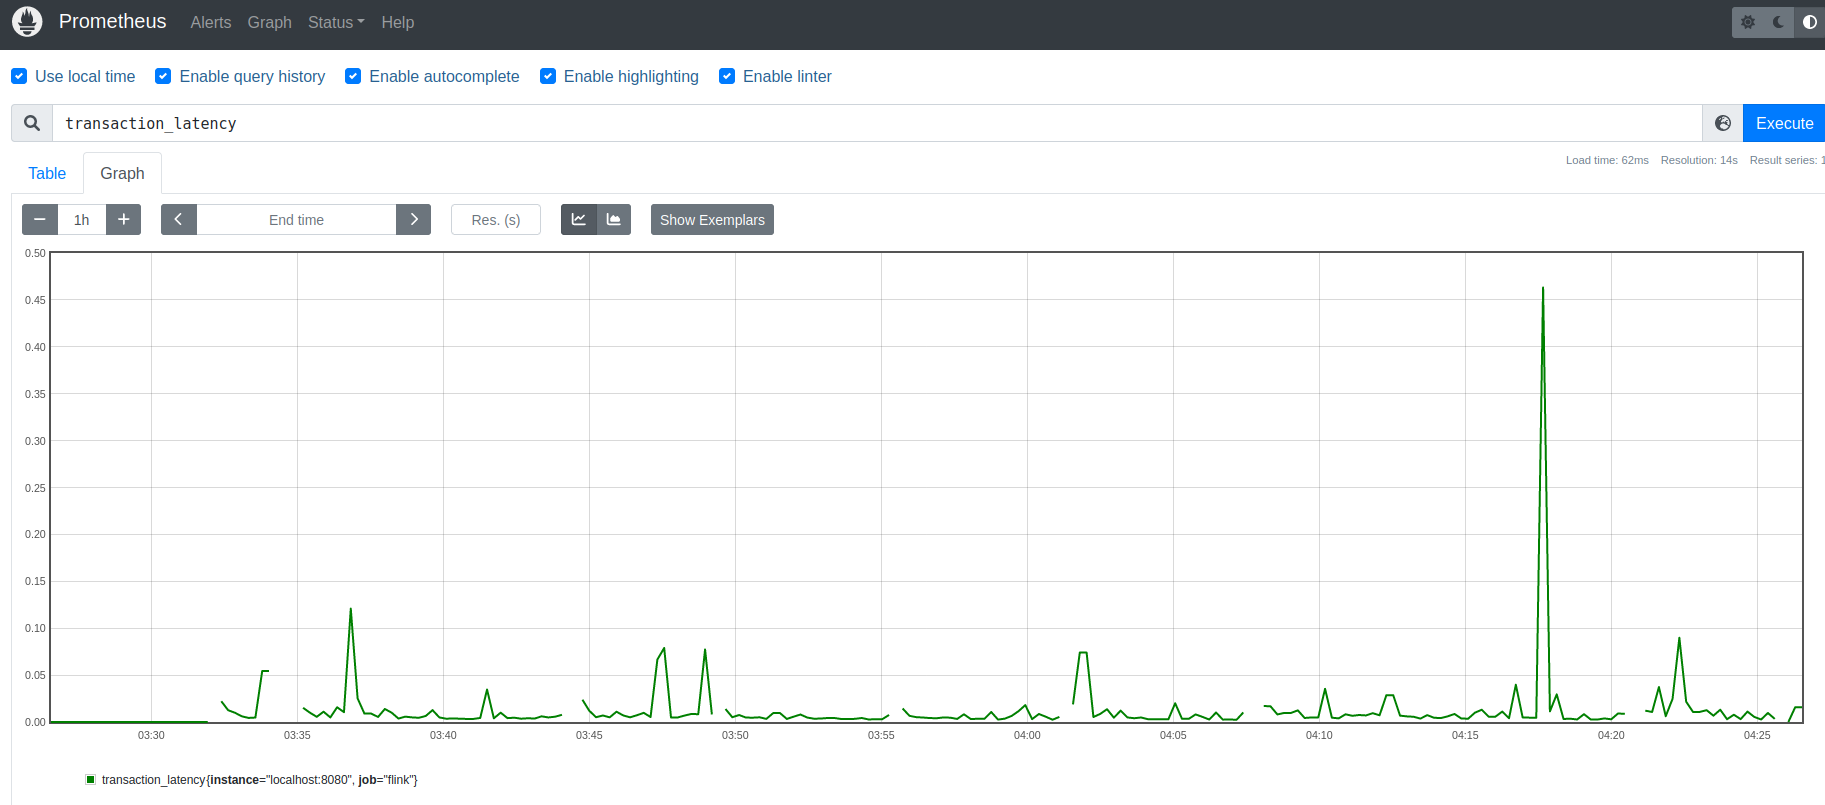 Prometheus Alerts Graph Status Help
Use local time Enable query history Enable autocomplete Enable highlighting Enable linter
transaction_latency Execute
Load time: 62ms Resolution: 14s Result series: 1
Table Graph
1h End time Res. (s) Show Exemplars
0.50
0.45
0.40
0.35
0.30
0.25
0.20
0.15
0.10
0.05
0.00
03:30 03:35 03:40 03:45 03:50 03:55 04:00 04:05 04:10 04:15 04:20 04:25
transaction_latency{instance="localhost:8080", job="flink"}